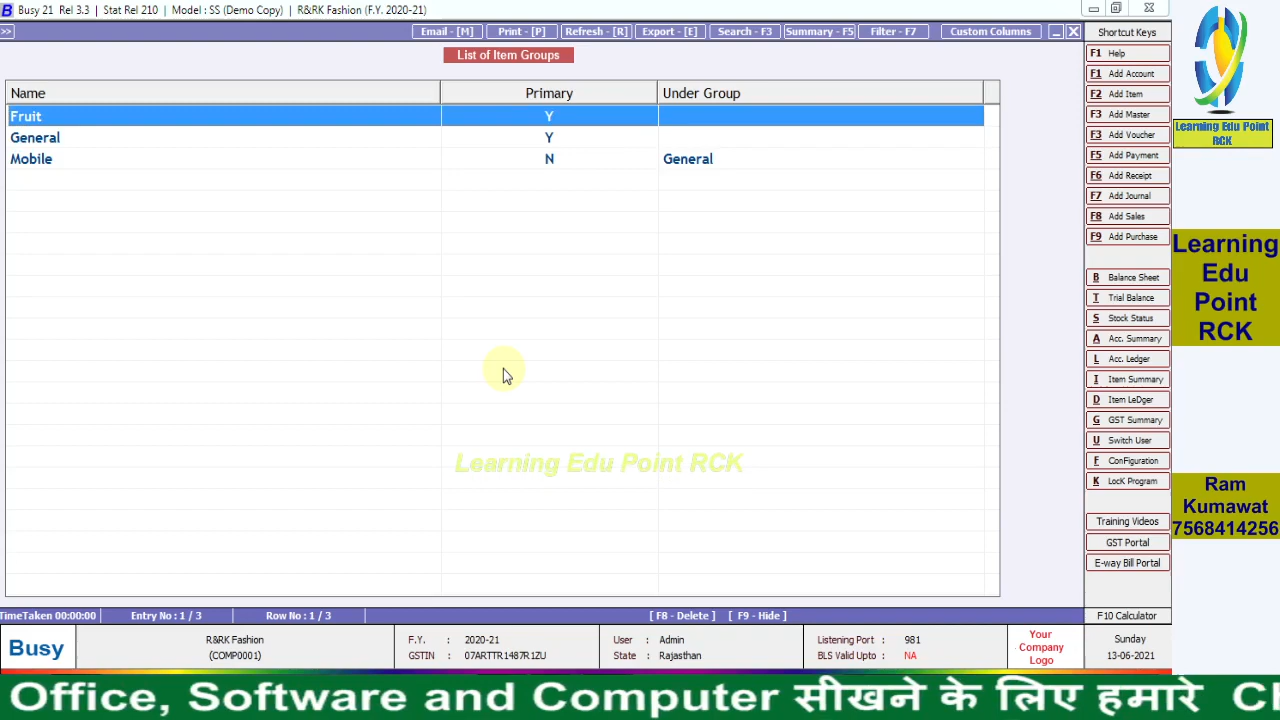 B Busy 21 Rel 3.3 | Stat Rel 210 | Model : SS (Demo Copy) | R&RK Fashion (F.Y. 2020-21)
>> Email - [M] Print - [P] Refresh - [R] Export - [E] Search - F3 Summary - F5 Filter - F7 Custom Columns
List of Item Groups
Name Primary Under Group
Fruit Y
General Y
Mobile N General
Learning Edu Point RCK
Shortcut Keys
F1 Help
F1 Add Account
F2 Add Item
F3 Add Master
F3 Add Voucher
F5 Add Payment
F6 Add Receipt
F7 Add Journal
F8 Add Sales
F9 Add Purchase
B Balance Sheet
T Trial Balance
S Stock Status
A Acc. Summary
L Acc. Ledger
I Item Summary
D Item LeDger
G GST Summary
U Switch User
F ConFiguration
K LocK Program
Training Videos
GST Portal
E-way Bill Portal
F10 Calculator
Learning Edu Point
RCK
Learning
Edu
Point
RCK
Ram
Kumawat
7568414256
TimeTaken 00:00:00 Entry No : 1 / 3 Row No : 1 / 3 [ F8 - Delete ] [ F9 - Hide ]
Busy
R&RK Fashion
(COMP0001)
F.Y. : 2020-21
GSTIN : 07ARTTR1487R1ZU
User : Admin
State : Rajasthan
Listening Port : 981
BLS Valid Upto : NA
Your
Company
Logo
Sunday
13-06-2021
Office, Software and Computer सीखने के लिए हमारे